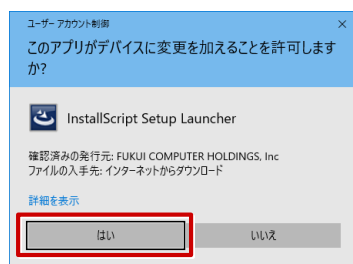 ユーザー アカウント制御
このアプリがデバイスに変更を加えることを許可します
か?
InstallScript Setup Launcher
確認済みの発行元: FUKUI COMPUTER HOLDINGS, Inc
ファイルの入手先: インターネットからダウンロード
詳細を表示
はい
いいえ